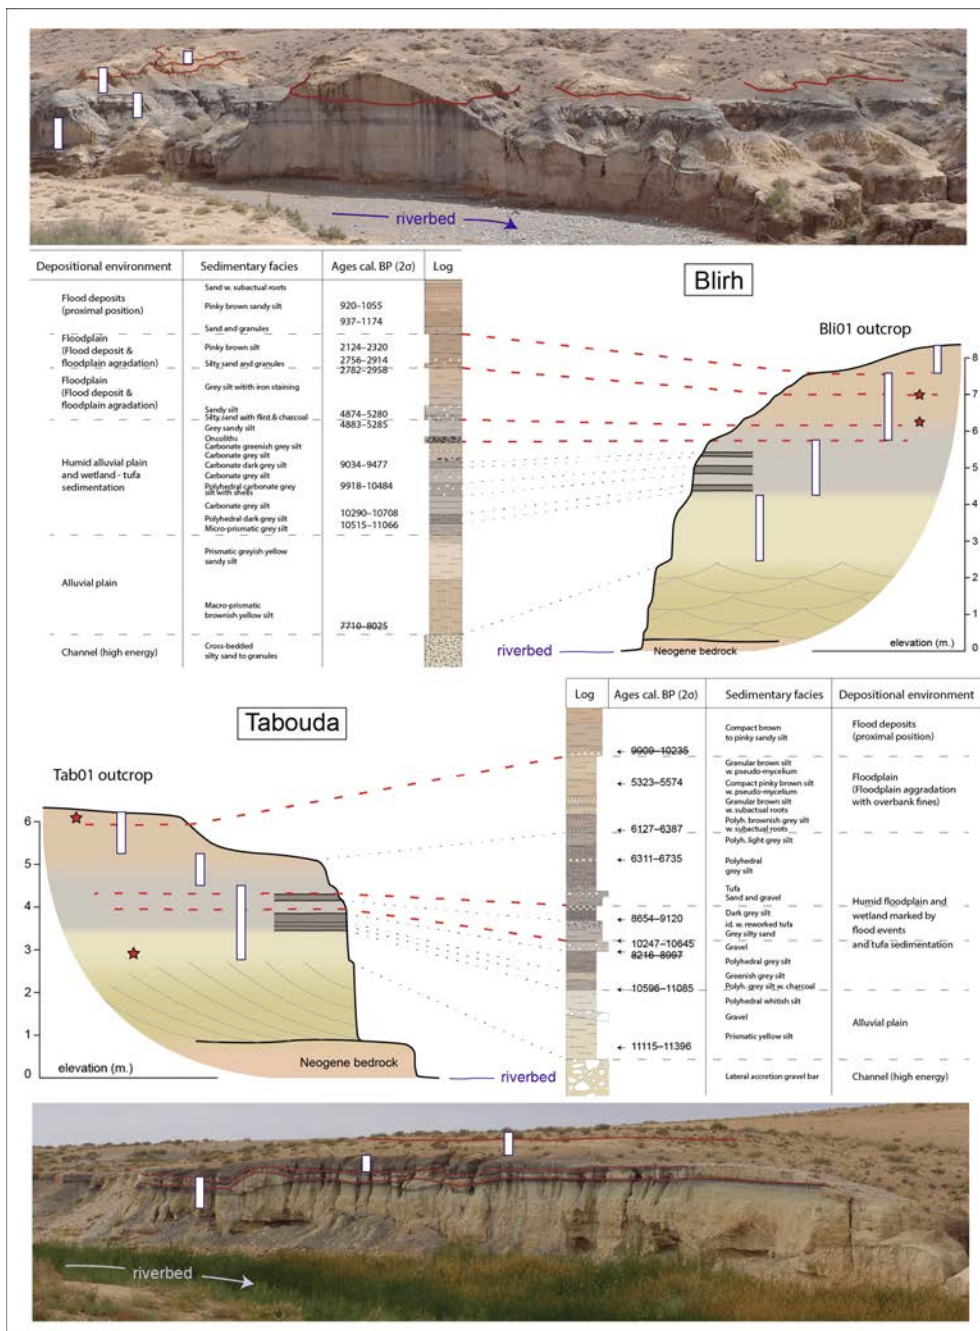 riverbed
Depositional environment
Sedimentary facies
Ages cal. BP (2σ)
Log
Flood deposits
(proximal position)
Sand w. subactual roots
Pinky brown sandy silt
Sand and granules
920–1055
937–1174
Floodplain
(Flood deposit &
floodplain agradation)
Pinky brown silt
Silty sand and granules
2124–2320
2756–2914
2782–2958
Floodplain
(Flood deposit &
floodplain agradation)
Grey silt witith iron staining
Sandy silt
Silty sand with flint & charcoal
4874–5280
4883–5285
Humid alluvial plain
and wetland - tufa
sedimentation
Grey sandy silt
Oncoliths
Carbonate greenish grey silt
Carbonate grey silt
Carbonate dark grey silt
Carbonate grey silt
Polyhedral carbonate grey
silt with shells
Carbonate grey silt
Polyhedral dark grey silt
Micro-prismatic grey silt
9034–9477
9918–10484
10290–10708
10515–11066
Alluvial plain
Prismatic greyish yellow
sandy silt
Macro-prismatic
brownish yellow silt
7710–8025
Channel (high energy)
Cross-bedded
silty sand to granules
Blirh
Bli01 outcrop
8
7
6
5
4
3
2
1
0
elevation (m.)
Neogene bedrock
riverbed
Tabouda
Tab01 outcrop
6
5
4
3
2
1
0
elevation (m.)
Neogene bedrock
riverbed
Log
Ages cal. BP (2σ)
Sedimentary facies
Depositional environment
9909–10235
Compact brown
to pinky sandy silt
Flood deposits
(proximal position)
5323–5574
6127–6387
Granular brown silt
w. pseudo-mycelium
Compact pinky brown silt
w. pseudo-mycelium
Granular brown silt
w. subactual roots
Polyh. brownish grey silt
w. subactual roots
Floodplain
(Floodplain aggradation
with overbank fines)
6311–6735
Polyh. light grey silt
Polyhedral
grey silt
Tufa
Sand and gravel
8654–9120
10247–10645
8216–8997
10596–11085
Dark grey silt
id. w. reworked tufa
Grey silty sand
Gravel
Polyhedral grey silt
Greenish grey silt
Polyh. grey silt w. charcoal
Humid floodplain and
wetland marked by
flood events
and tufa sedimentation
11115–11396
Polyhedral whitish silt
Gravel
Prismatic yellow silt
Alluvial plain
Lateral accretion gravel bar
Channel (high energy)
riverbed